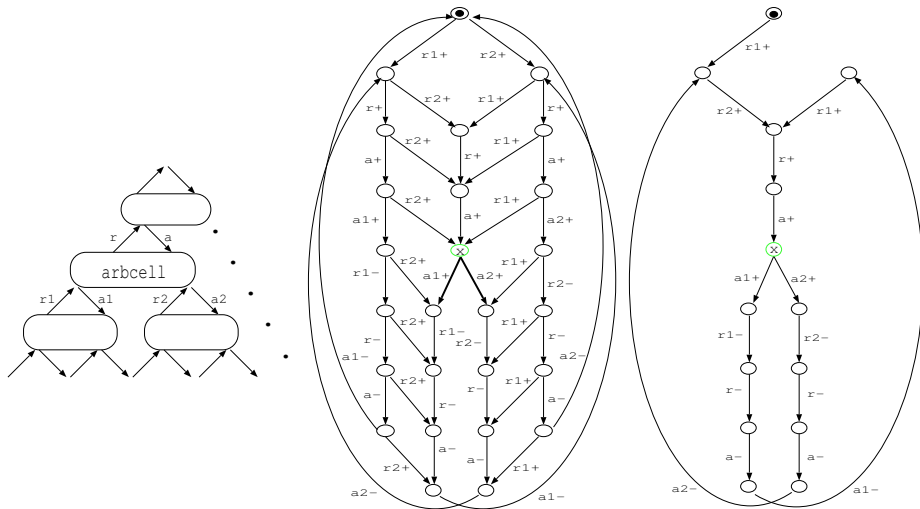 r a
arbcell
r1 a1 r2 a2
r1+ r2+
r+ r2+ r1+ r+
a+ r2+ r+ r1+ a+
a1+ r2+ a+ r1+ a2+
x
r1- r2+ a1+ a2+ r1+ r2-
r- r2+ r1- r2- r1+ r-
a1- a2-
a- r2+ r- r- r1+ a-
r2+ a- a- r1+
a2- a1-
r1+
r2+ r1+
r+
a+
x
a1+ a2+
r1- r2-
r- r-
a- a-
a2- a1-